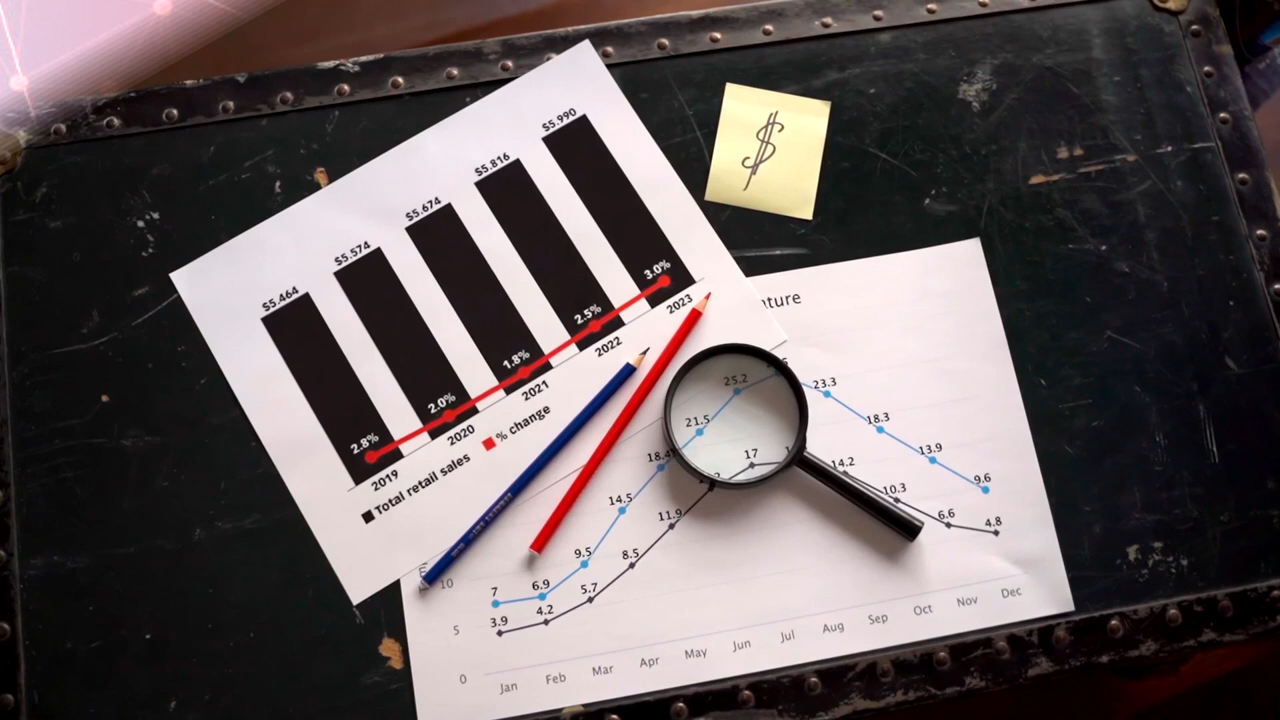 $5.464 $5.574 $5.674 $5.816 $5.990
2.8% 2.0% 1.8% 2.5% 3.0%
2019 2020 2021 2022 2023
Total retail sales % change
$
25.2 23.3
21.5 18.3
18.4 17 13.9
14.5 14.2 9.6
11.9 10.3
9.5 8.5 6.6 4.8
7 6.9 5.7
3.9 4.2
10
5
0
Jan Feb Mar Apr May Jun Jul Aug Sep Oct Nov Dec